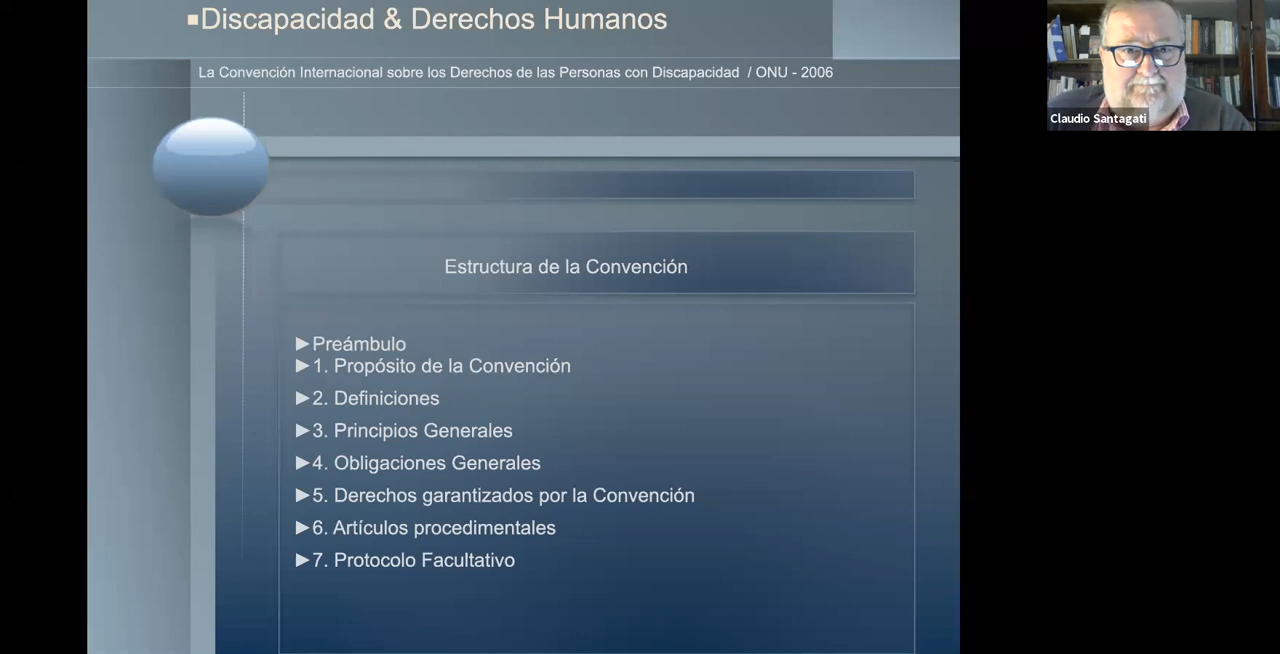 ▪Discapacidad & Derechos Humanos
La Convención Internacional sobre los Derechos de las Personas con Discapacidad / ONU - 2006
Claudio Santagati
Estructura de la Convención
►Preámbulo
►1. Propósito de la Convención
►2. Definiciones
►3. Principios Generales
►4. Obligaciones Generales
►5. Derechos garantizados por la Convención
►6. Artículos procedimentales
►7. Protocolo Facultativo